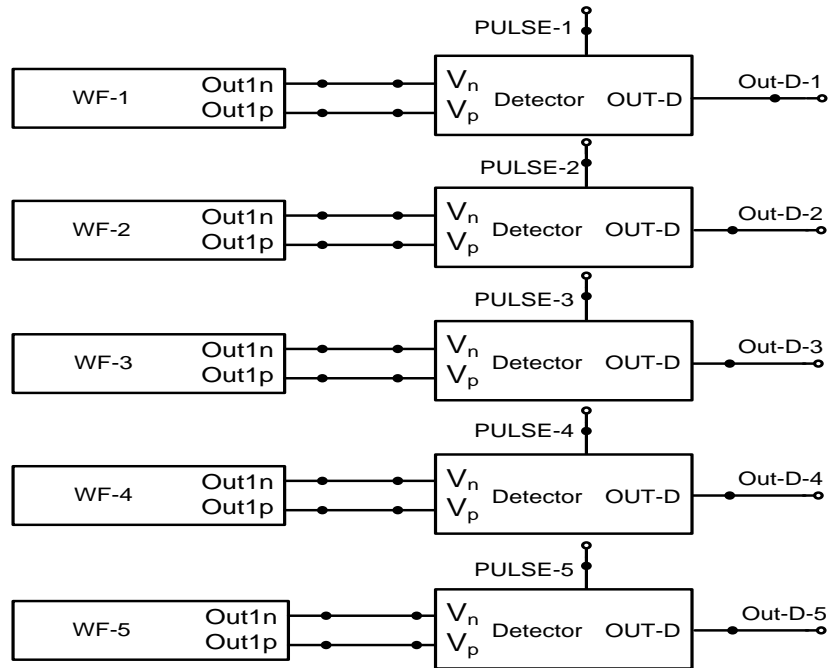 PULSE-1
WF-1 Out1n Vn Detector OUT-D Out-D-1
Out1p Vp
PULSE-2
WF-2 Out1n Vn Detector OUT-D Out-D-2
Out1p Vp
PULSE-3
WF-3 Out1n Vn Detector OUT-D Out-D-3
Out1p Vp
PULSE-4
WF-4 Out1n Vn Detector OUT-D Out-D-4
Out1p Vp
PULSE-5
WF-5 Out1n Vn Detector OUT-D Out-D-5
Out1p Vp